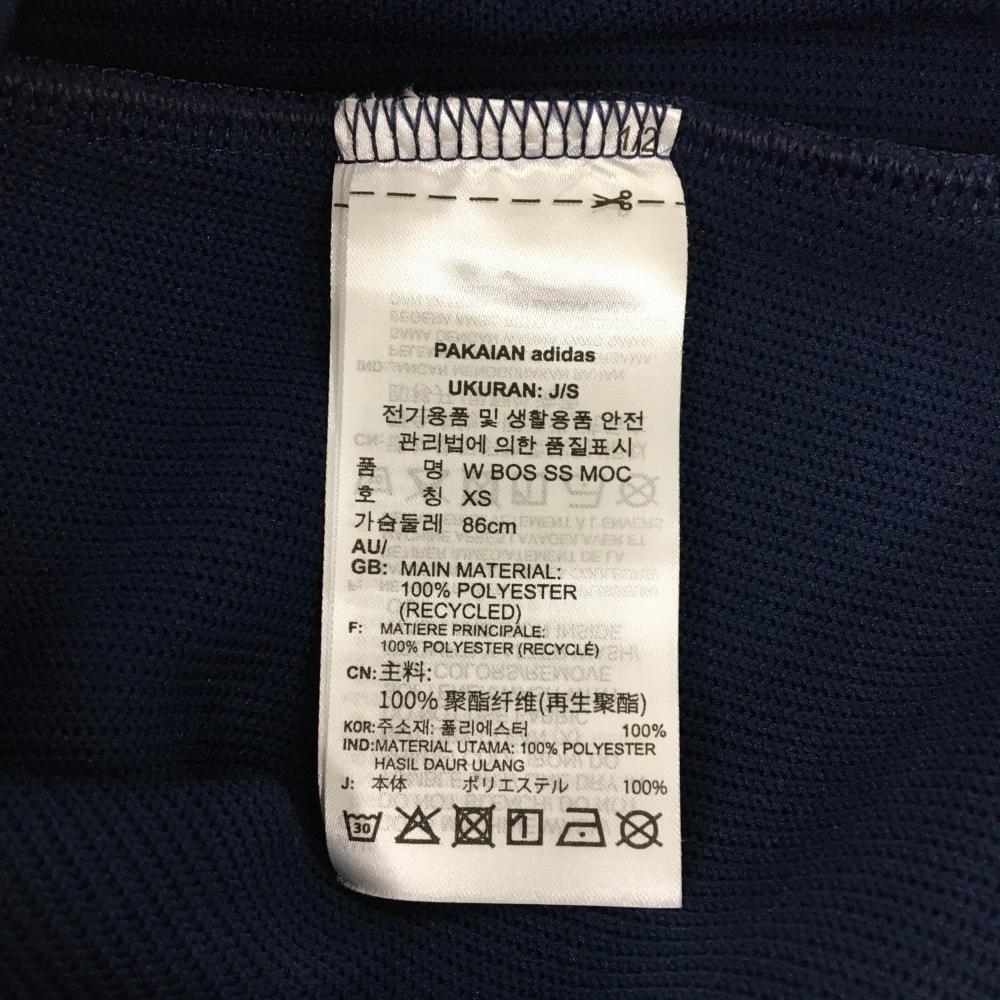 1/2
PAKAIAN adidas
UKURAN: J/S
전기용품 및 생활용품 안전
관리법에 의한 품질표시
품 명 W BOS SS MOC
호 칭 XS
가슴둘레 86cm
AU/
GB: MAIN MATERIAL:
100% POLYESTER
(RECYCLED)
F: MATIERE PRINCIPALE:
100% POLYESTER (RECYCLÉ)
CN: 主料:
100% 聚酯纤维(再生聚酯)
KOR: 주소재: 폴리에스터 100%
IND: MATERIAL UTAMA: 100% POLYESTER
HASIL DAUR ULANG
J: 本体 ポリエステル 100%
30